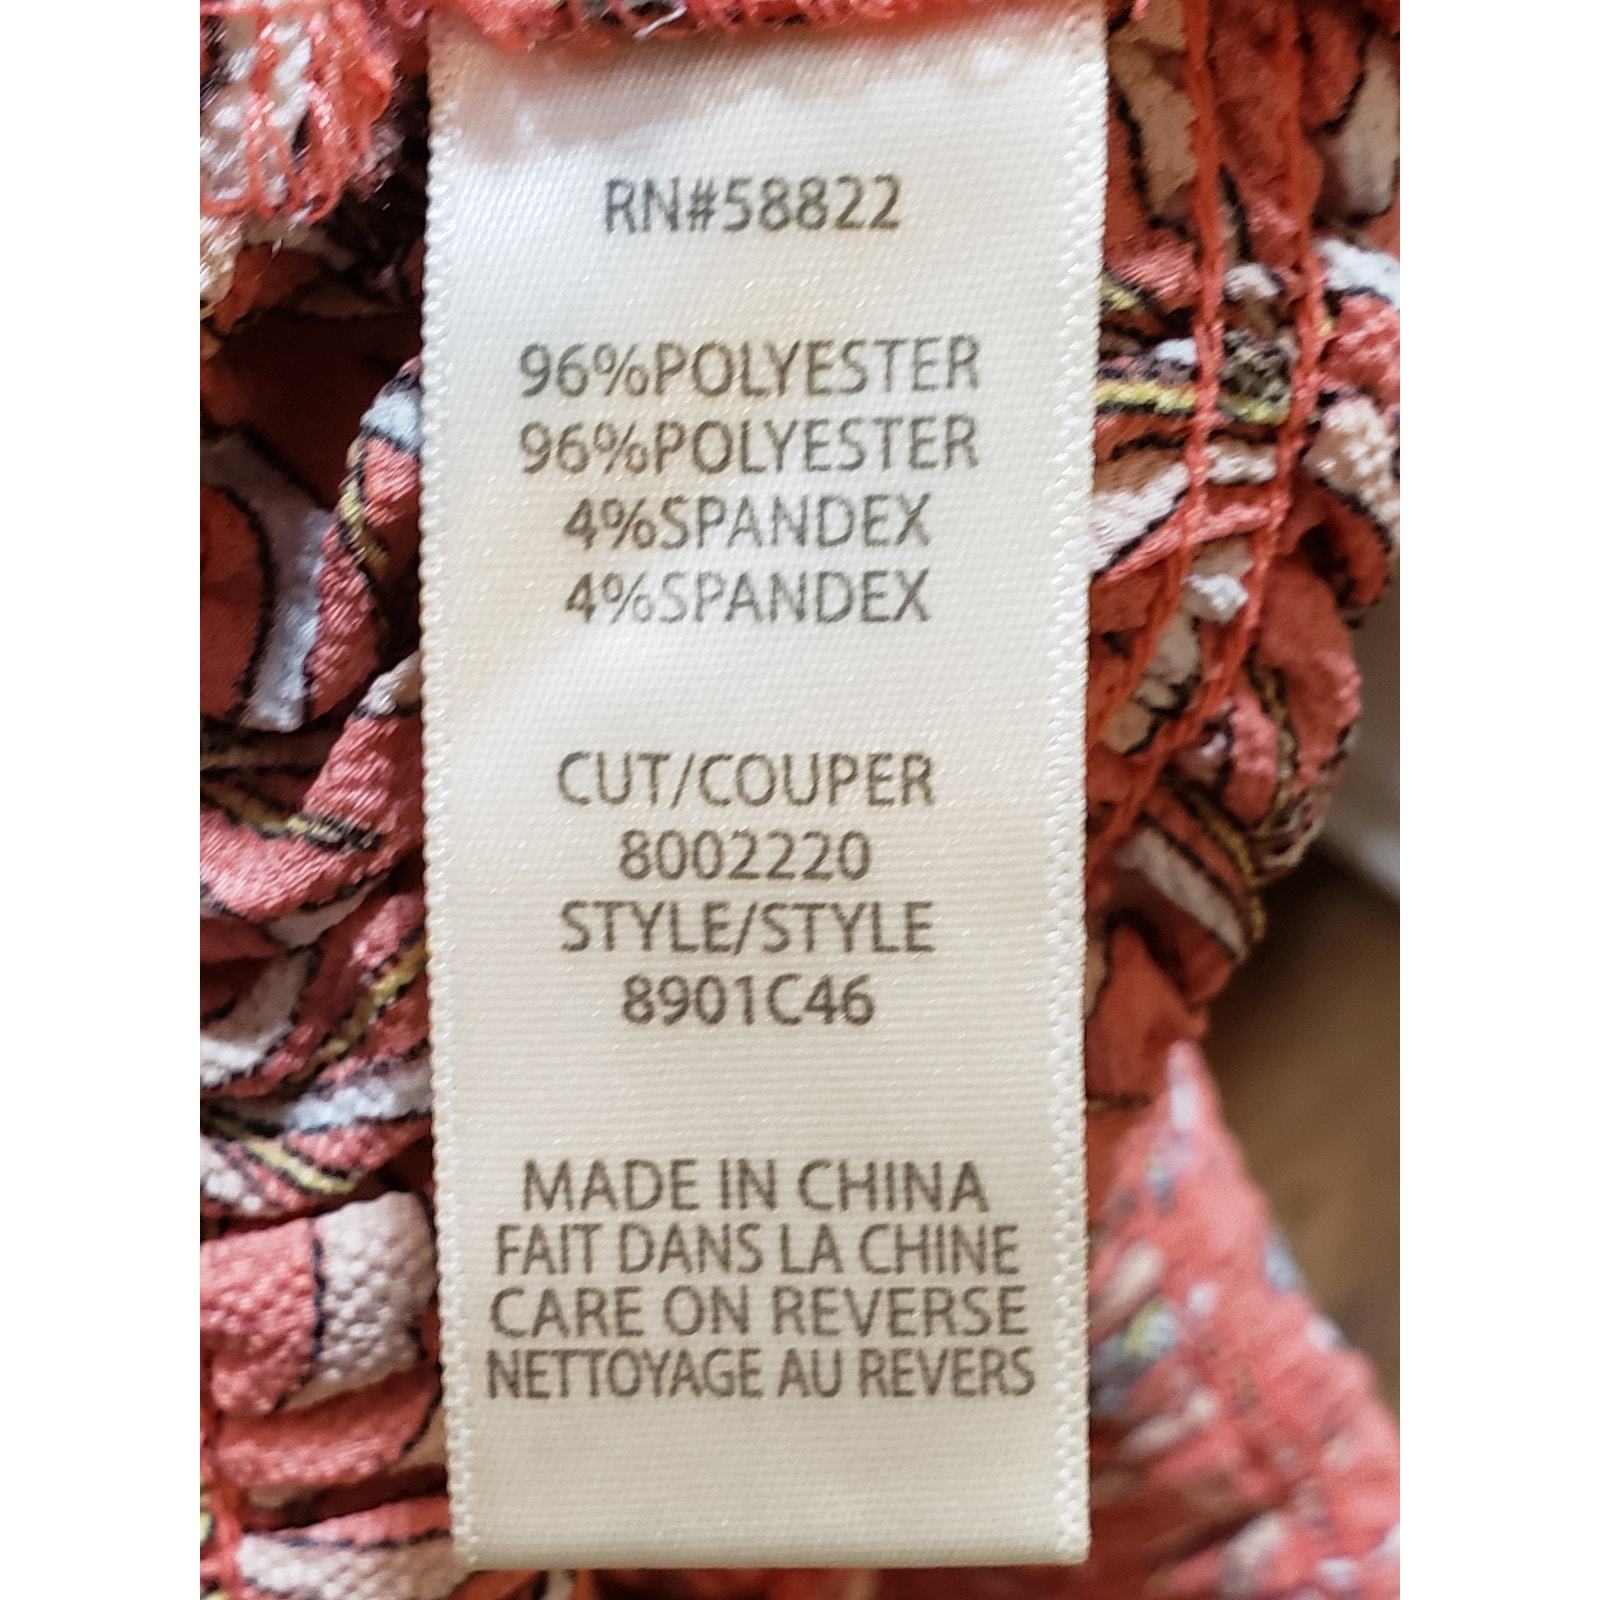 RN#58822
96%POLYESTER
96%POLYESTER
4%SPANDEX
4%SPANDEX
CUT/COUPER
8002220
STYLE/STYLE
8901C46
MADE IN CHINA
FAIT DANS LA CHINE
CARE ON REVERSE
NETTOYAGE AU REVERS